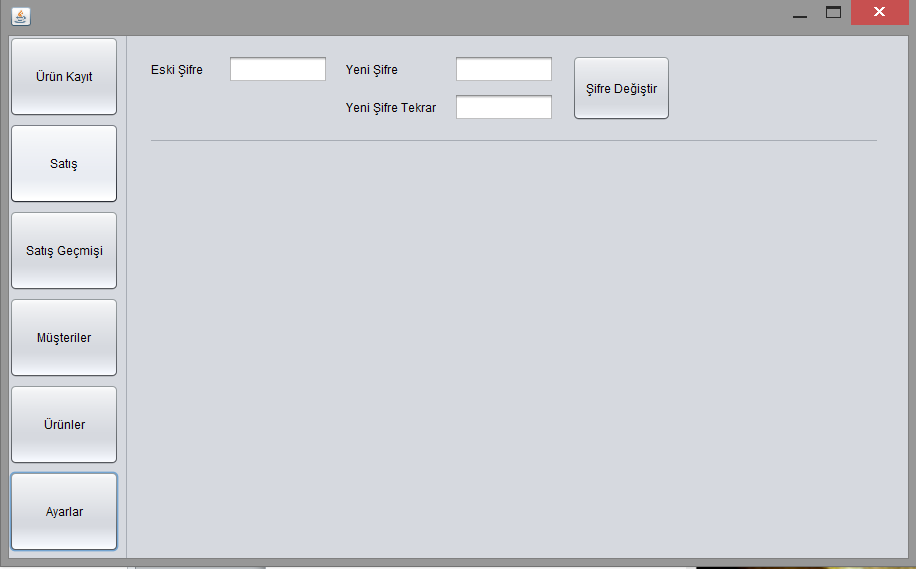 Ürün Kayıt
Satış
Satış Geçmişi
Müşteriler
Ürünler
Ayarlar
Eski Şifre
Yeni Şifre
Yeni Şifre Tekrar
Şifre Değiştir